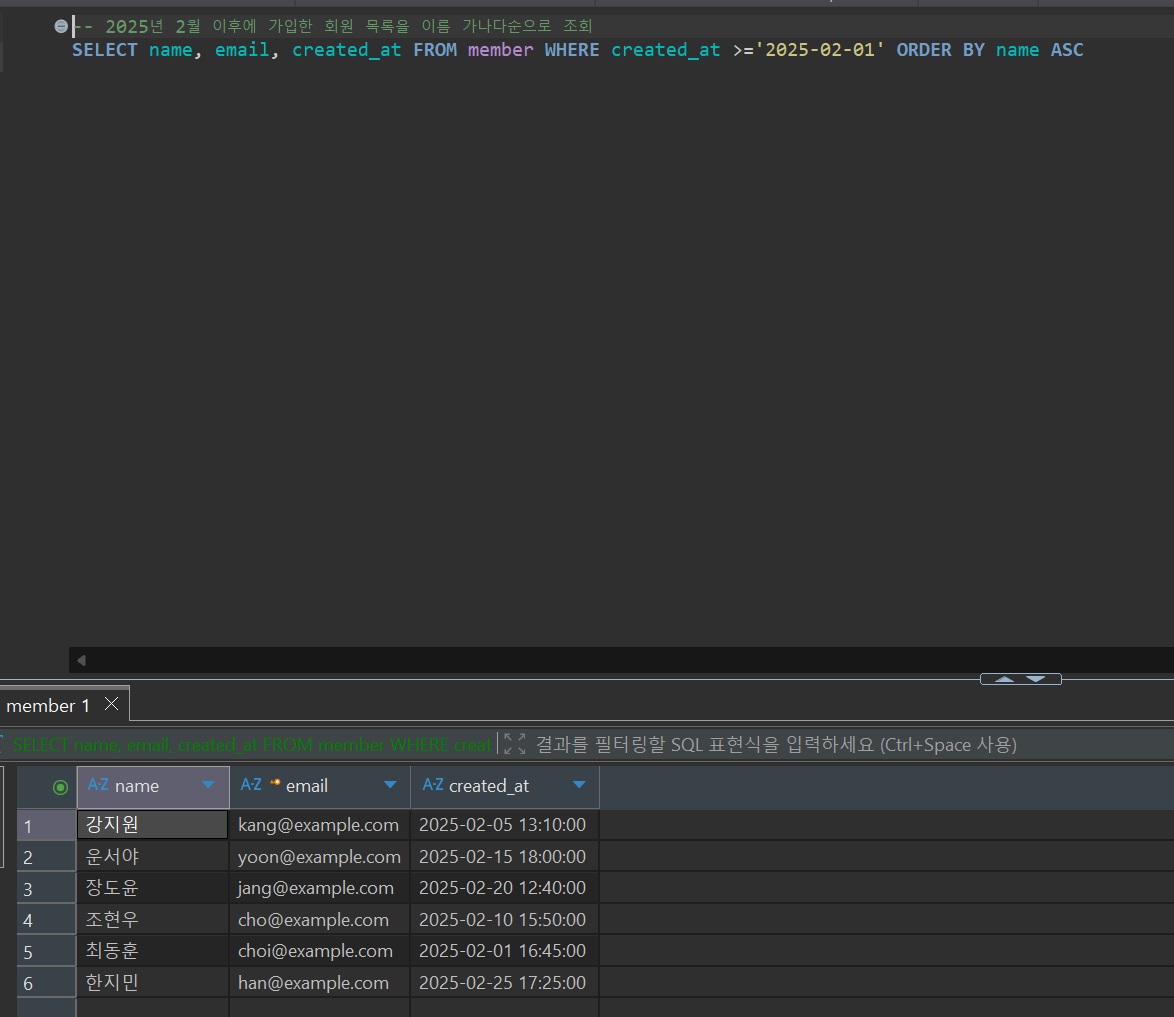 -- 2025년 2월 이후에 가입한 회원 목록을 이름 가나다순으로 조회
SELECT name, email, created_at FROM member WHERE created_at >='2025-02-01' ORDER BY name ASC
member 1
SELECT name, email, created_at FROM member WHERE creat 결과를 필터링할 SQL 표현식을 입력하세요 (Ctrl+Space 사용)
A-Z name A-Z email A-Z created_at
1 강지원 kang@example.com 2025-02-05 13:10:00
2 운서야 yoon@example.com 2025-02-15 18:00:00
3 장도윤 jang@example.com 2025-02-20 12:40:00
4 조현우 cho@example.com 2025-02-10 15:50:00
5 최동훈 choi@example.com 2025-02-01 16:45:00
6 한지민 han@example.com 2025-02-25 17:25:00